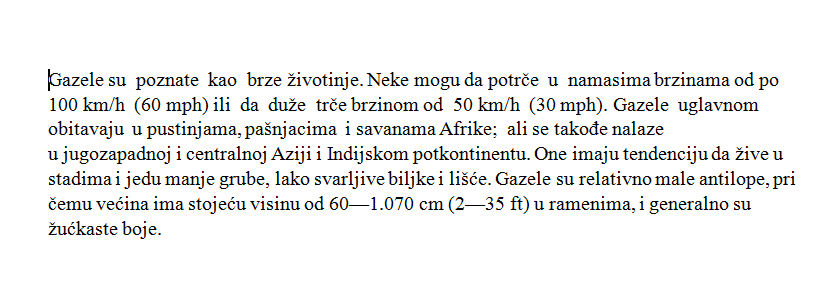 Gazele su poznate kao brze životinje. Neke mogu da potrče u namasima brzinama od po
100 km/h (60 mph) ili da duže trče brzinom od 50 km/h (30 mph). Gazele uglavnom
obitavaju u pustinjama, pašnjacima i savanama Afrike; ali se takođe nalaze
u jugozapadnoj i centralnoj Aziji i Indijskom potkontinentu. One imaju tendenciju da žive u
stadima i jedu manje grube, lako svarljive biljke i lišće. Gazele su relativno male antilope, pri
čemu većina ima stojeću visinu od 60—1.070 cm (2—35 ft) u ramenima, i generalno su
žućkaste boje.